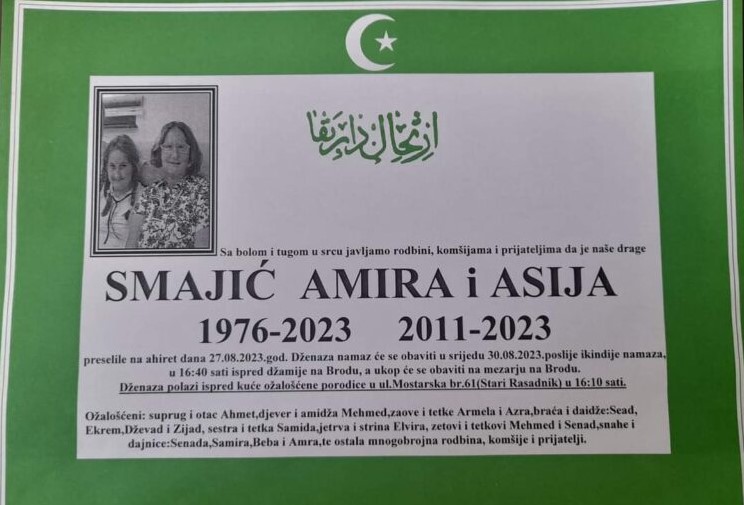 ارتحال دار بقا
Sa bolom i tugom u srcu javljamo rodbini, komšijama i prijateljima da je naše drage
SMAJIĆ AMIRA i ASIJA
1976-2023 2011-2023
preselile na ahiret dana 27.08.2023.god. Dženaza namaz će se obaviti u srijedu 30.08.2023.poslije ikindije namaza,
u 16:40 sati ispred džamije na Brodu, a ukop će se obaviti na mezarju na Brodu.
Dženaza polazi ispred kuće ožalošćene porodice u ul.Mostarska br.61(Stari Rasadnik) u 16:10 sati.
Ožalošćeni: suprug i otac Ahmet,djever i amidža Mehmed,zaove i tetke Armela i Azra,braća i daidže:Sead,
Ekrem,Dževad i Zijad, sestra i tetka Samida,jetrva i strina Elvira, zetovi i tetkovi Mehmed i Senad,snahe i
dajnice:Senada,Samira,Beba i Amra,te ostala mnogobrojna rodbina, komšije i prijatelji.